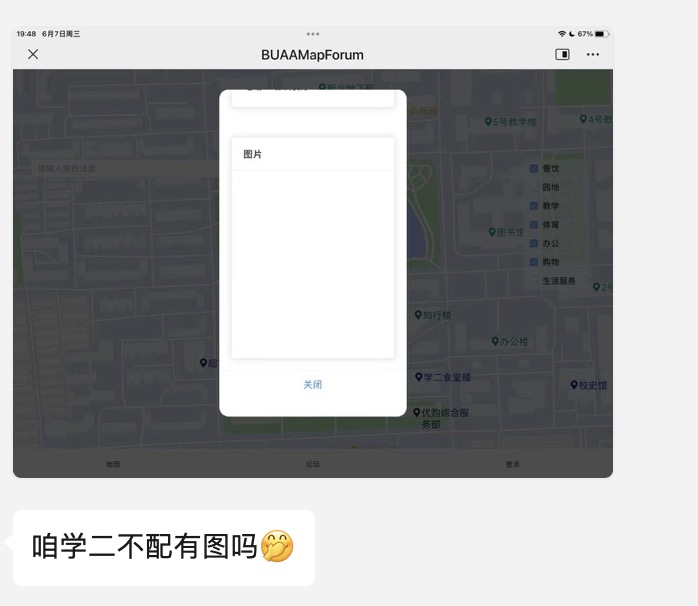 19:48 6月7日周三
67%
BUAAMapForum
5号教学楼
4号教
请输入查找信息
图片
餐饮
园地
教学
体育
图书馆
办公
购物
生活服务
2号
知行楼
办公楼
超
学二食堂楼
校史馆
关闭
优购综合服
务部
地图
论坛
登录
咱学二不配有图吗🤭